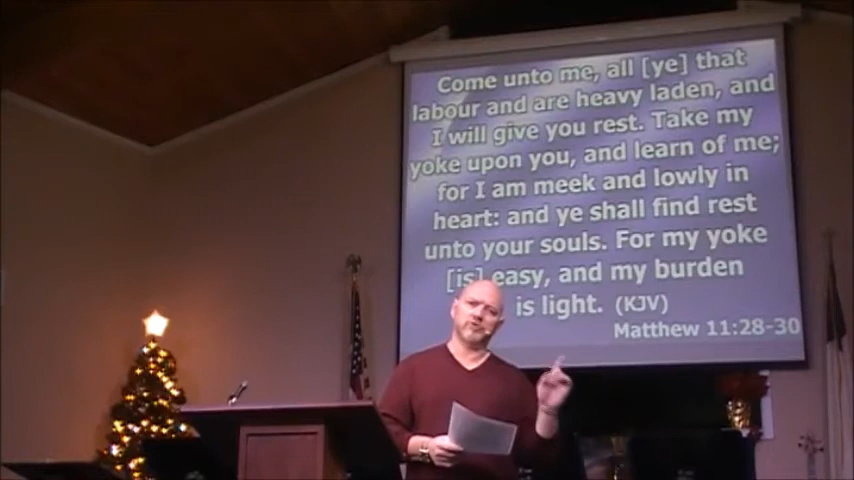 Come unto me, all [ye] that
labour and are heavy laden, and
I will give you rest. Take my
yoke upon you, and learn of me;
for I am meek and lowly in
heart: and ye shall find rest
unto your souls. For my yoke
[is] easy, and my burden
is light. (KJV)
Matthew 11:28-30